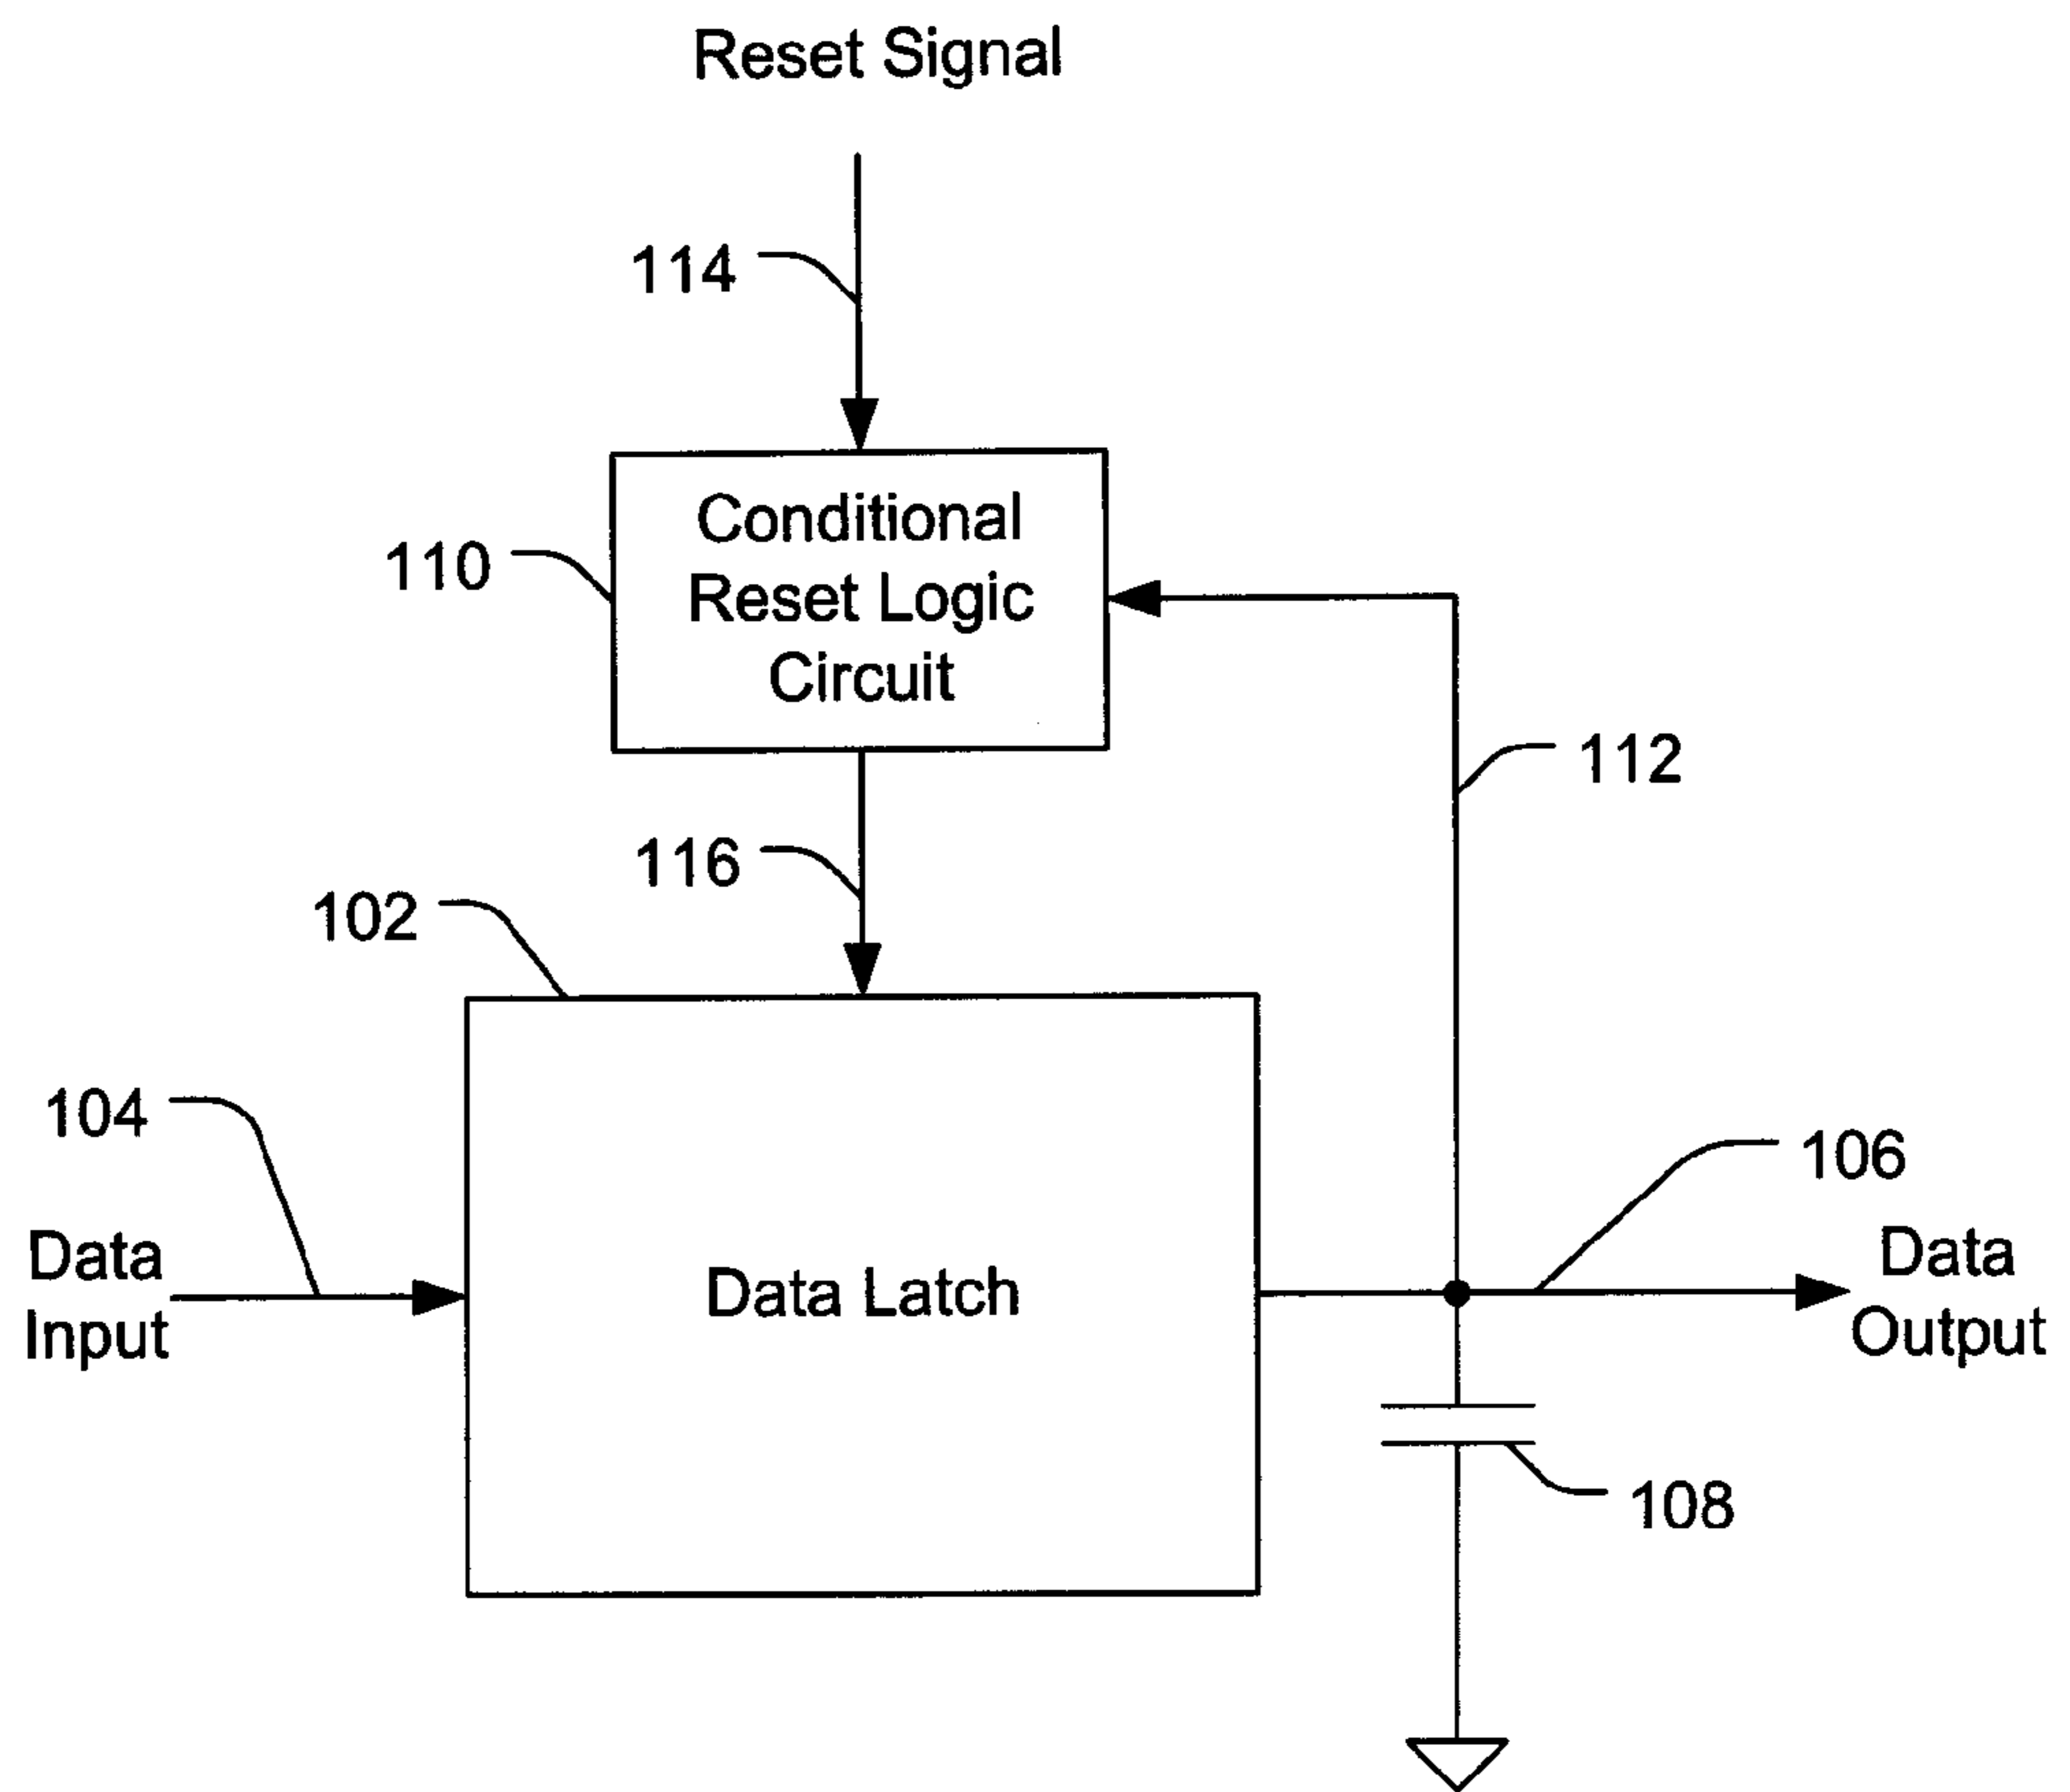 Reset Signal
114
Conditional
Reset Logic
Circuit
110
112
116
102
104
106
Data
Input
Data Latch
Data
Output
108